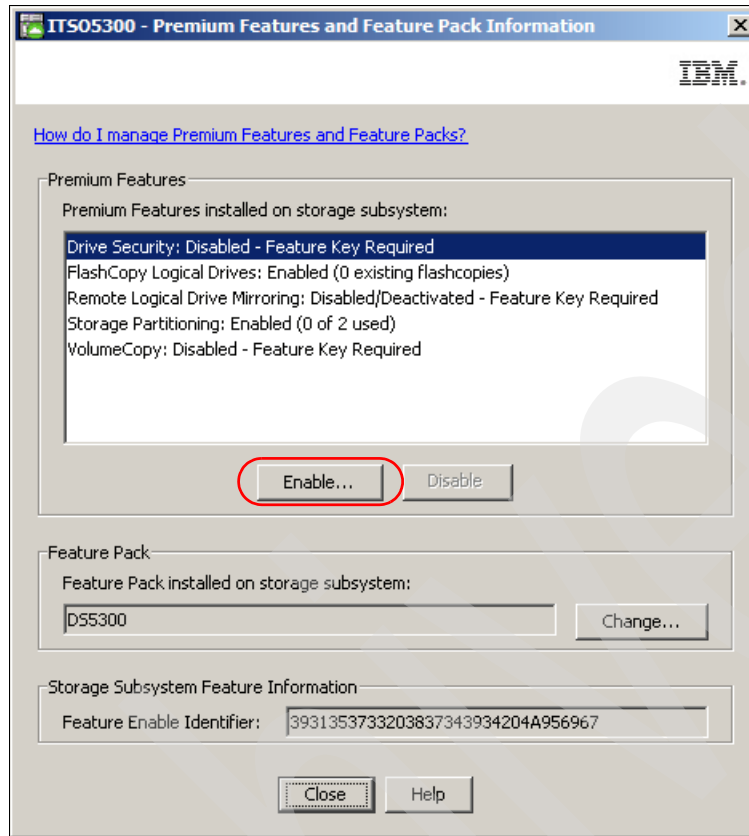 ITSO5300 - Premium Features and Feature Pack Information
IBM.
How do I manage Premium Features and Feature Packs?
Premium Features
Premium Features installed on storage subsystem:
Drive Security: Disabled - Feature Key Required
FlashCopy Logical Drives: Enabled (0 existing flashcopies)
Remote Logical Drive Mirroring: Disabled/Deactivated - Feature Key Required
Storage Partitioning: Enabled (0 of 2 used)
VolumeCopy: Disabled - Feature Key Required
Enable... Disable
Feature Pack
Feature Pack installed on storage subsystem:
DS5300 Change...
Storage Subsystem Feature Information
Feature Enable Identifier: 3931353733203837343934204A956967
Close Help